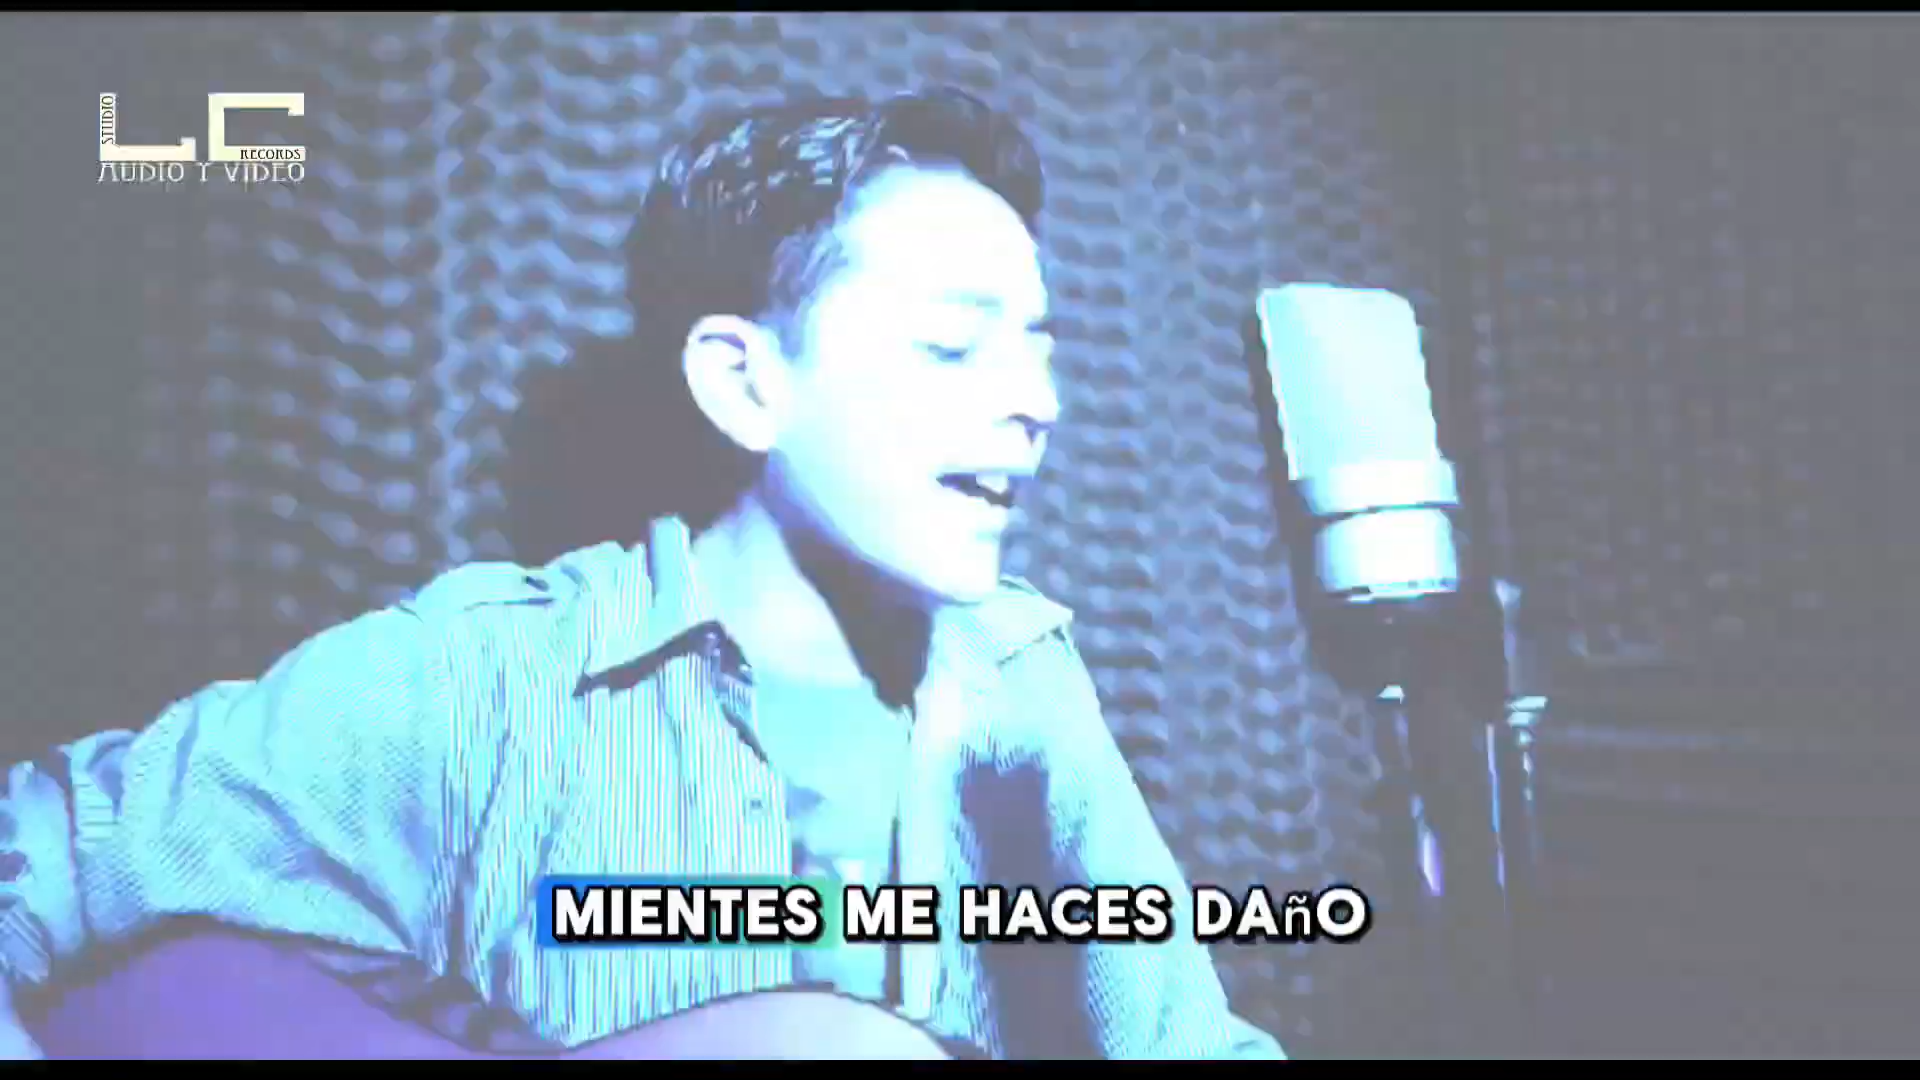 STUDIO
LC
RECORDS
AUDIO Y VIDEO
MIENTES ME HACES DAñO